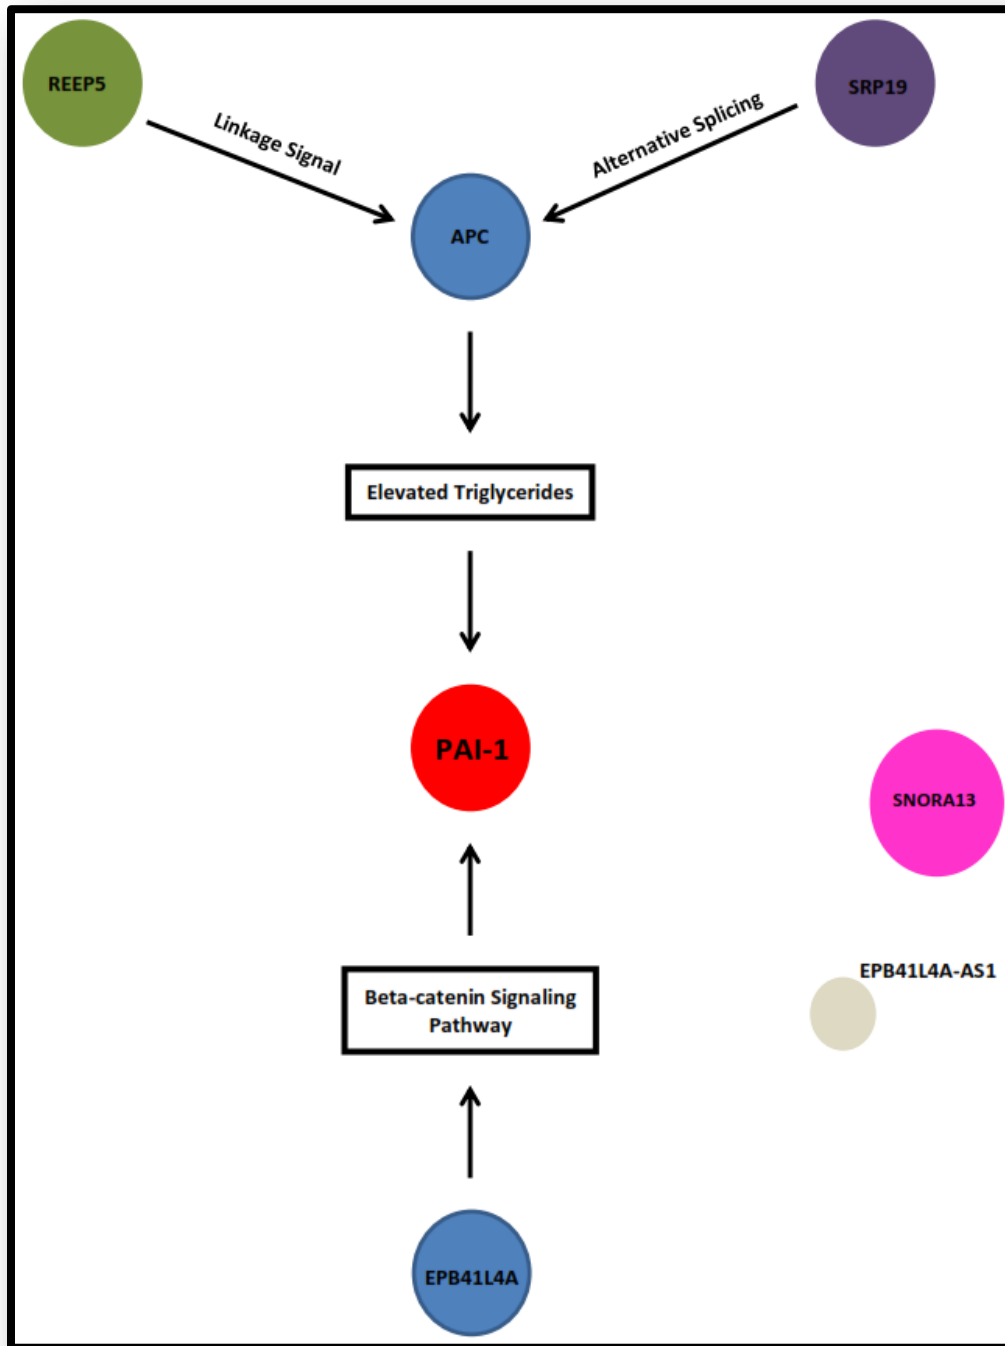 REEP5
SRP19
Linkage Signal
Alternative Splicing
APC
Elevated Triglycerides
PAI-1
SNORA13
EPB41L4A-AS1
Beta-catenin Signaling
Pathway
EPB41L4A